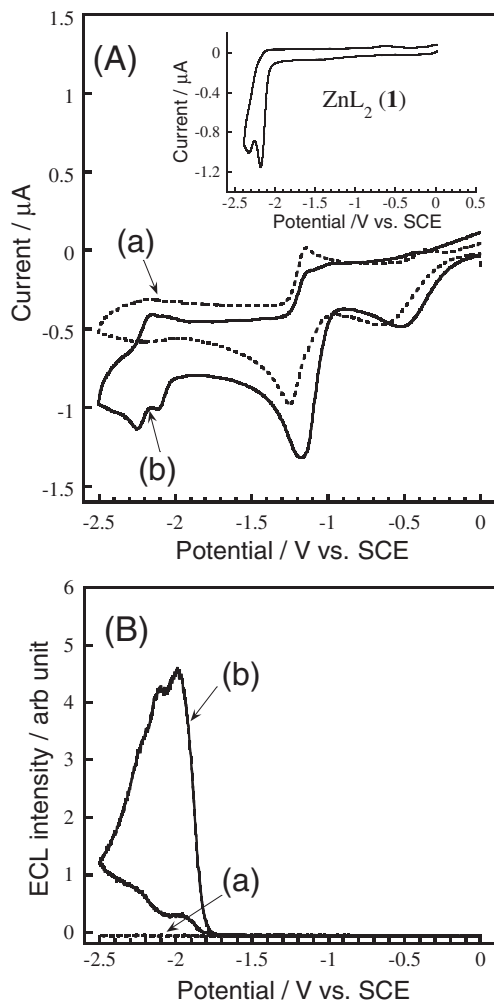 1.5
(A)
0
-0.4
-0.8
-1.2
Current / μA
ZnL2 (1)
-2.5 -2 -1.5 -1 -0.5 0 0.5
Potential /V vs. SCE
1
0.5
0
-0.5
-1
-1.5
Current / μA
(a)
(b)
-2.5 -2 -1.5 -1 -0.5 0
Potential / V vs. SCE
6
5
4
3
2
1
0
(B)
ECL intensity / arb unit
(b)
(a)
-2.5 -2 -1.5 -1 -0.5 0
Potential / V vs. SCE